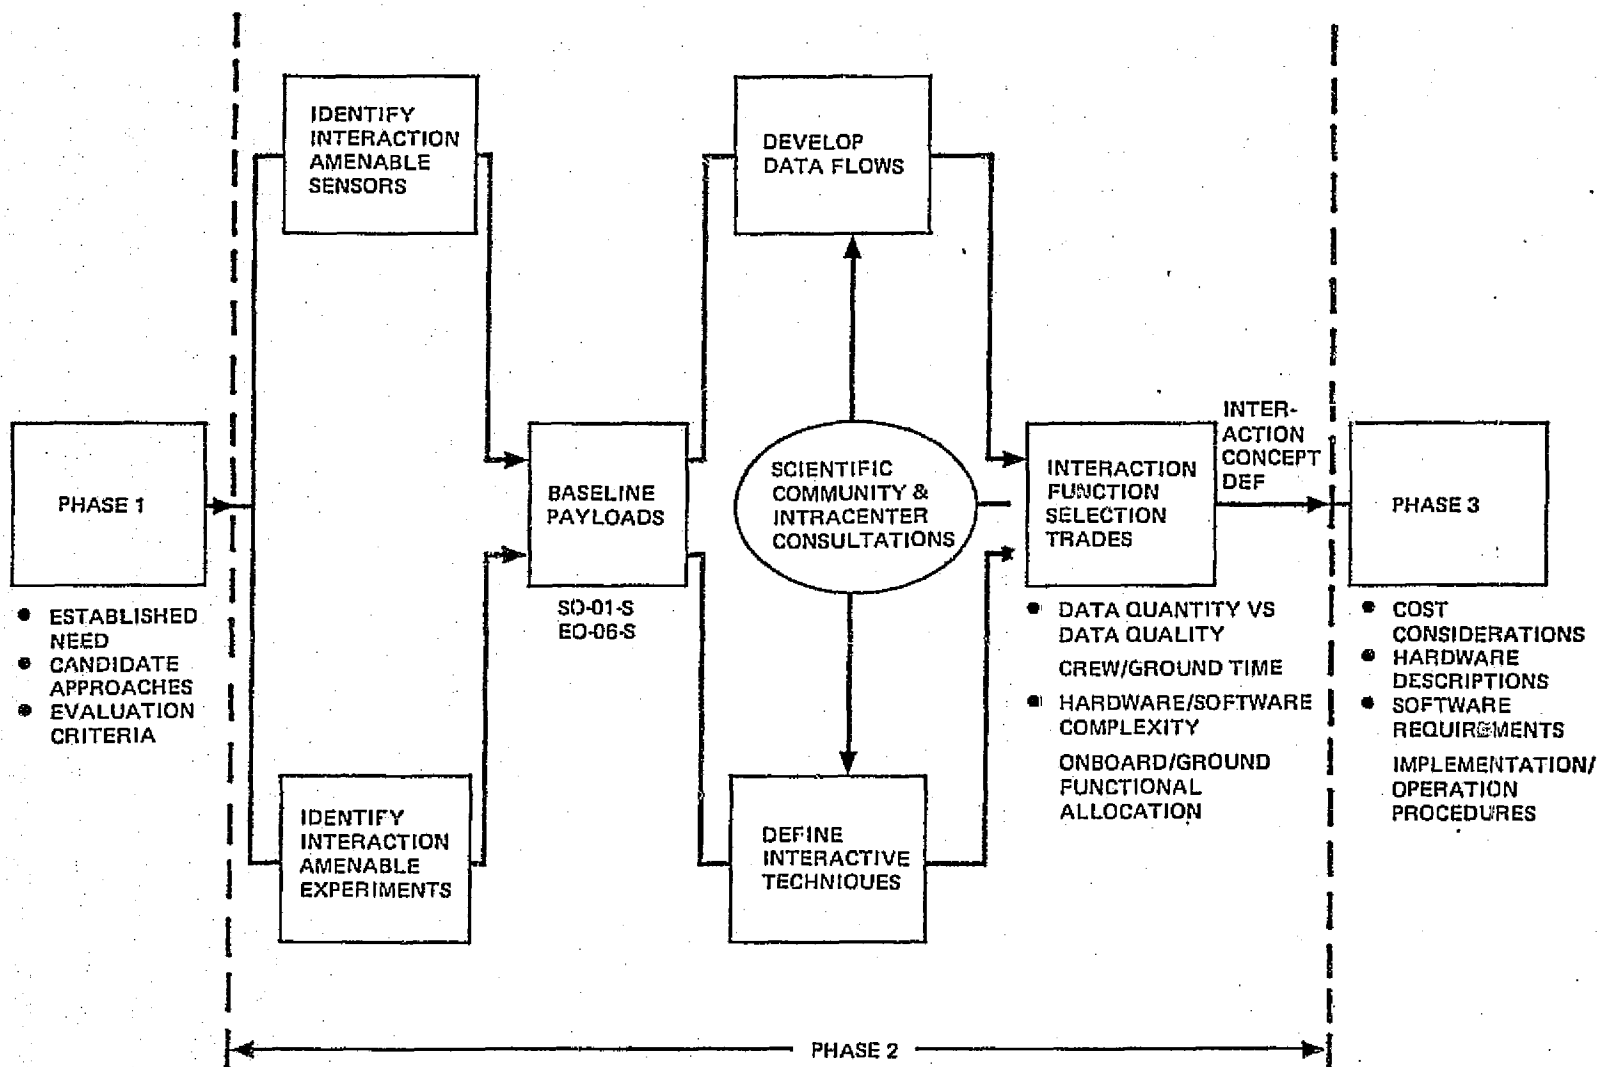 IDENTIFY
INTERACTION
AMENABLE
SENSORS
DEVELOP
DATA FLOWS
PHASE 1
● ESTABLISHED
NEED
● CANDIDATE
APPROACHES
● EVALUATION
CRITERIA
BASELINE
PAYLOADS
SO-01-S
EO-06-S
SCIENTIFIC
COMMUNITY &
INTRACENTER
CONSULTATIONS
INTERACTION
FUNCTION
SELECTION
TRADES
● DATA QUANTITY VS
DATA QUALITY
CREW/GROUND TIME
● HARDWARE/SOFTWARE
COMPLEXITY
ONBOARD/GROUND
FUNCTIONAL
ALLOCATION
INTER-
ACTION
CONCEPT
DEF
PHASE 3
● COST
CONSIDERATIONS
● HARDWARE
DESCRIPTIONS
● SOFTWARE
REQUIREMENTS
IMPLEMENTATION/
OPERATION
PROCEDURES
IDENTIFY
INTERACTION
AMENABLE
EXPERIMENTS
DEFINE
INTERACTIVE
TECHNIQUES
PHASE 2